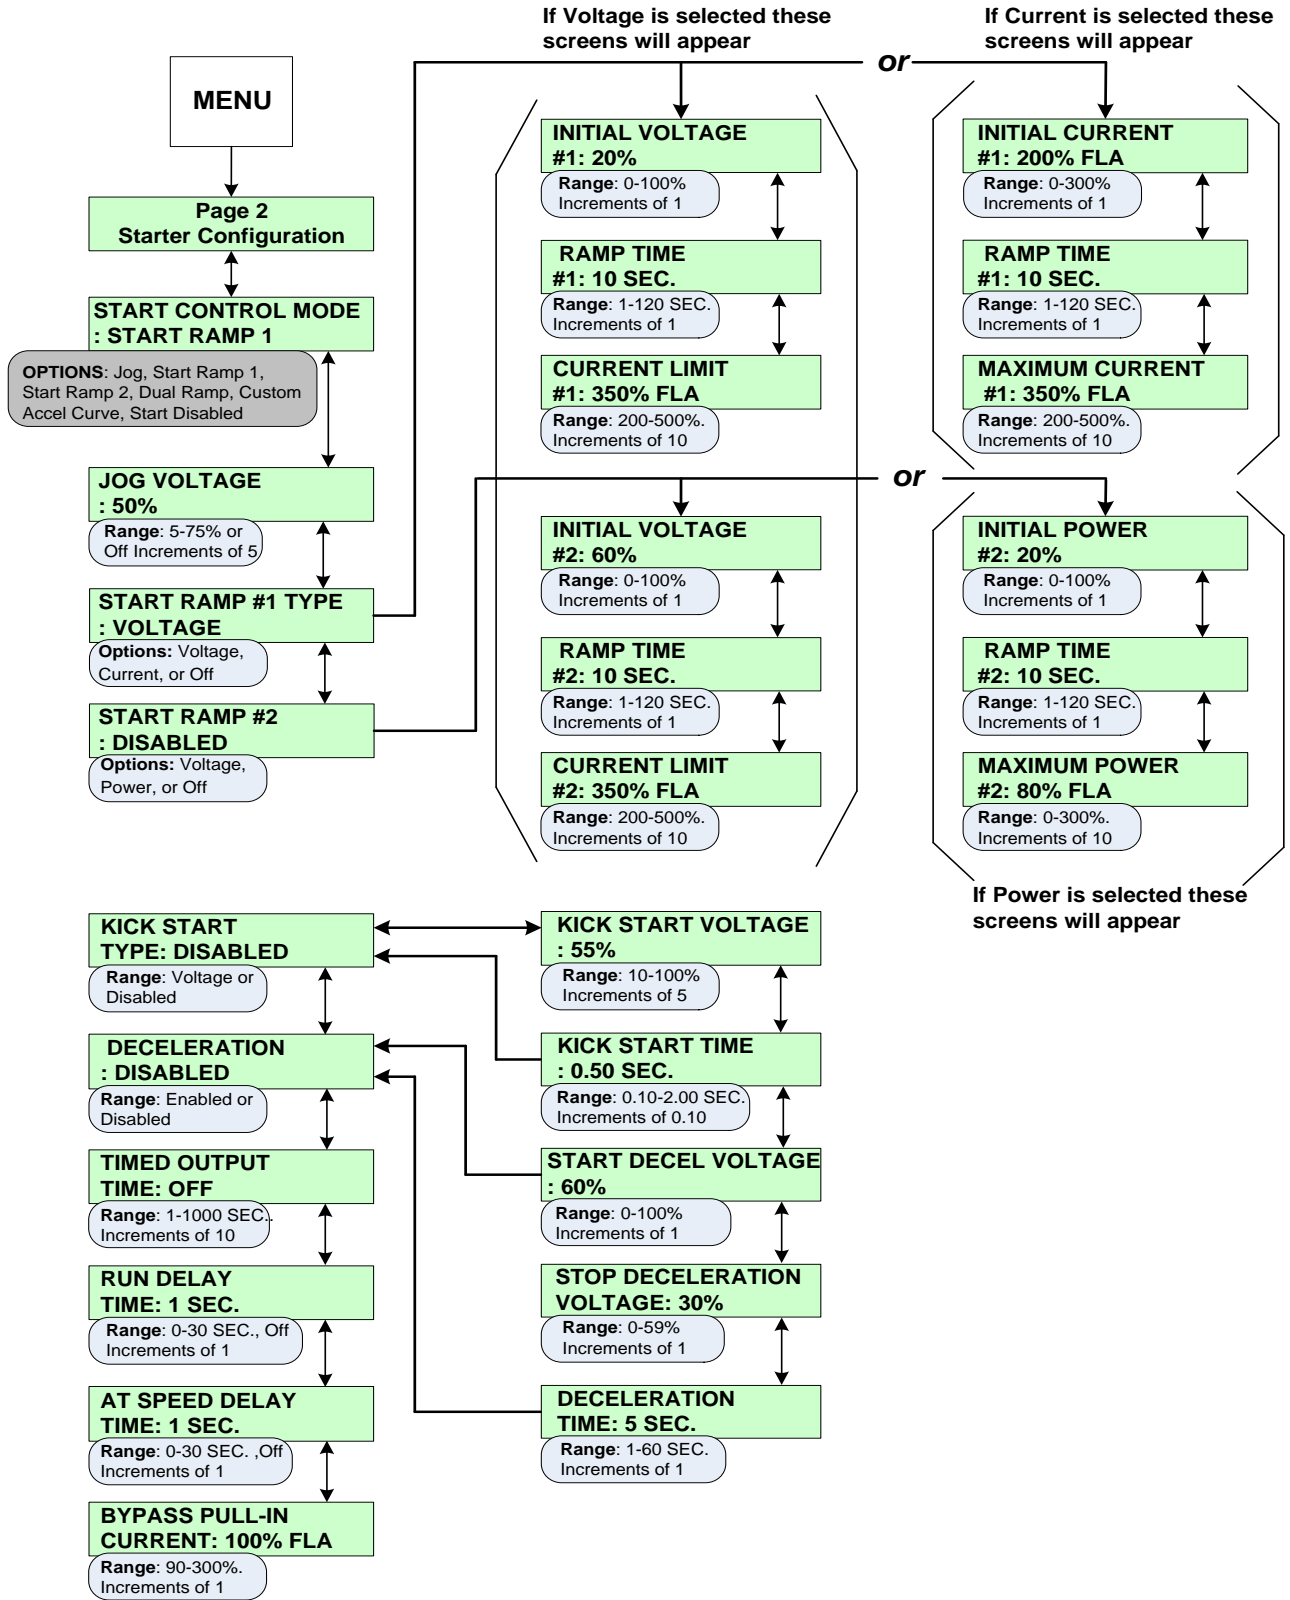 If Voltage is selected these
screens will appear
If Current is selected these
screens will appear
or
MENU
Page 2
Starter Configuration
START CONTROL MODE
: START RAMP 1
OPTIONS: Jog, Start Ramp 1,
Start Ramp 2, Dual Ramp, Custom
Accel Curve, Start Disabled
JOG VOLTAGE
: 50%
Range: 5-75% or
Off Increments of 5
START RAMP #1 TYPE
: VOLTAGE
Options: Voltage,
Current, or Off
START RAMP #2
: DISABLED
Options: Voltage,
Power, or Off
INITIAL VOLTAGE
#1: 20%
Range: 0-100%
Increments of 1
RAMP TIME
#1: 10 SEC.
Range: 1-120 SEC.
Increments of 1
CURRENT LIMIT
#1: 350% FLA
Range: 200-500%.
Increments of 10
INITIAL CURRENT
#1: 200% FLA
Range: 0-300%
Increments of 1
RAMP TIME
#1: 10 SEC.
Range: 1-120 SEC.
Increments of 1
MAXIMUM CURRENT
#1: 350% FLA
Range: 200-500%.
Increments of 10
or
INITIAL VOLTAGE
#2: 60%
Range: 0-100%
Increments of 1
RAMP TIME
#2: 10 SEC.
Range: 1-120 SEC.
Increments of 1
CURRENT LIMIT
#2: 350% FLA
Range: 200-500%.
Increments of 10
INITIAL POWER
#2: 20%
Range: 0-100%
Increments of 1
RAMP TIME
#2: 10 SEC.
Range: 1-120 SEC.
Increments of 1
MAXIMUM POWER
#2: 80% FLA
Range: 0-300%.
Increments of 10
If Power is selected these
screens will appear
KICK START
TYPE: DISABLED
Range: Voltage or
Disabled
DECELERATION
: DISABLED
Range: Enabled or
Disabled
TIMED OUTPUT
TIME: OFF
Range: 1-1000 SEC..
Increments of 10
RUN DELAY
TIME: 1 SEC.
Range: 0-30 SEC., Off
Increments of 1
AT SPEED DELAY
TIME: 1 SEC.
Range: 0-30 SEC. ,Off
Increments of 1
BYPASS PULL-IN
CURRENT: 100% FLA
Range: 90-300%.
Increments of 1
KICK START VOLTAGE
: 55%
Range: 10-100%
Increments of 5
KICK START TIME
: 0.50 SEC.
Range: 0.10-2.00 SEC.
Increments of 0.10
START DECEL VOLTAGE
: 60%
Range: 0-100%
Increments of 1
STOP DECELERATION
VOLTAGE: 30%
Range: 0-59%
Increments of 1
DECELERATION
TIME: 5 SEC.
Range: 1-60 SEC.
Increments of 1